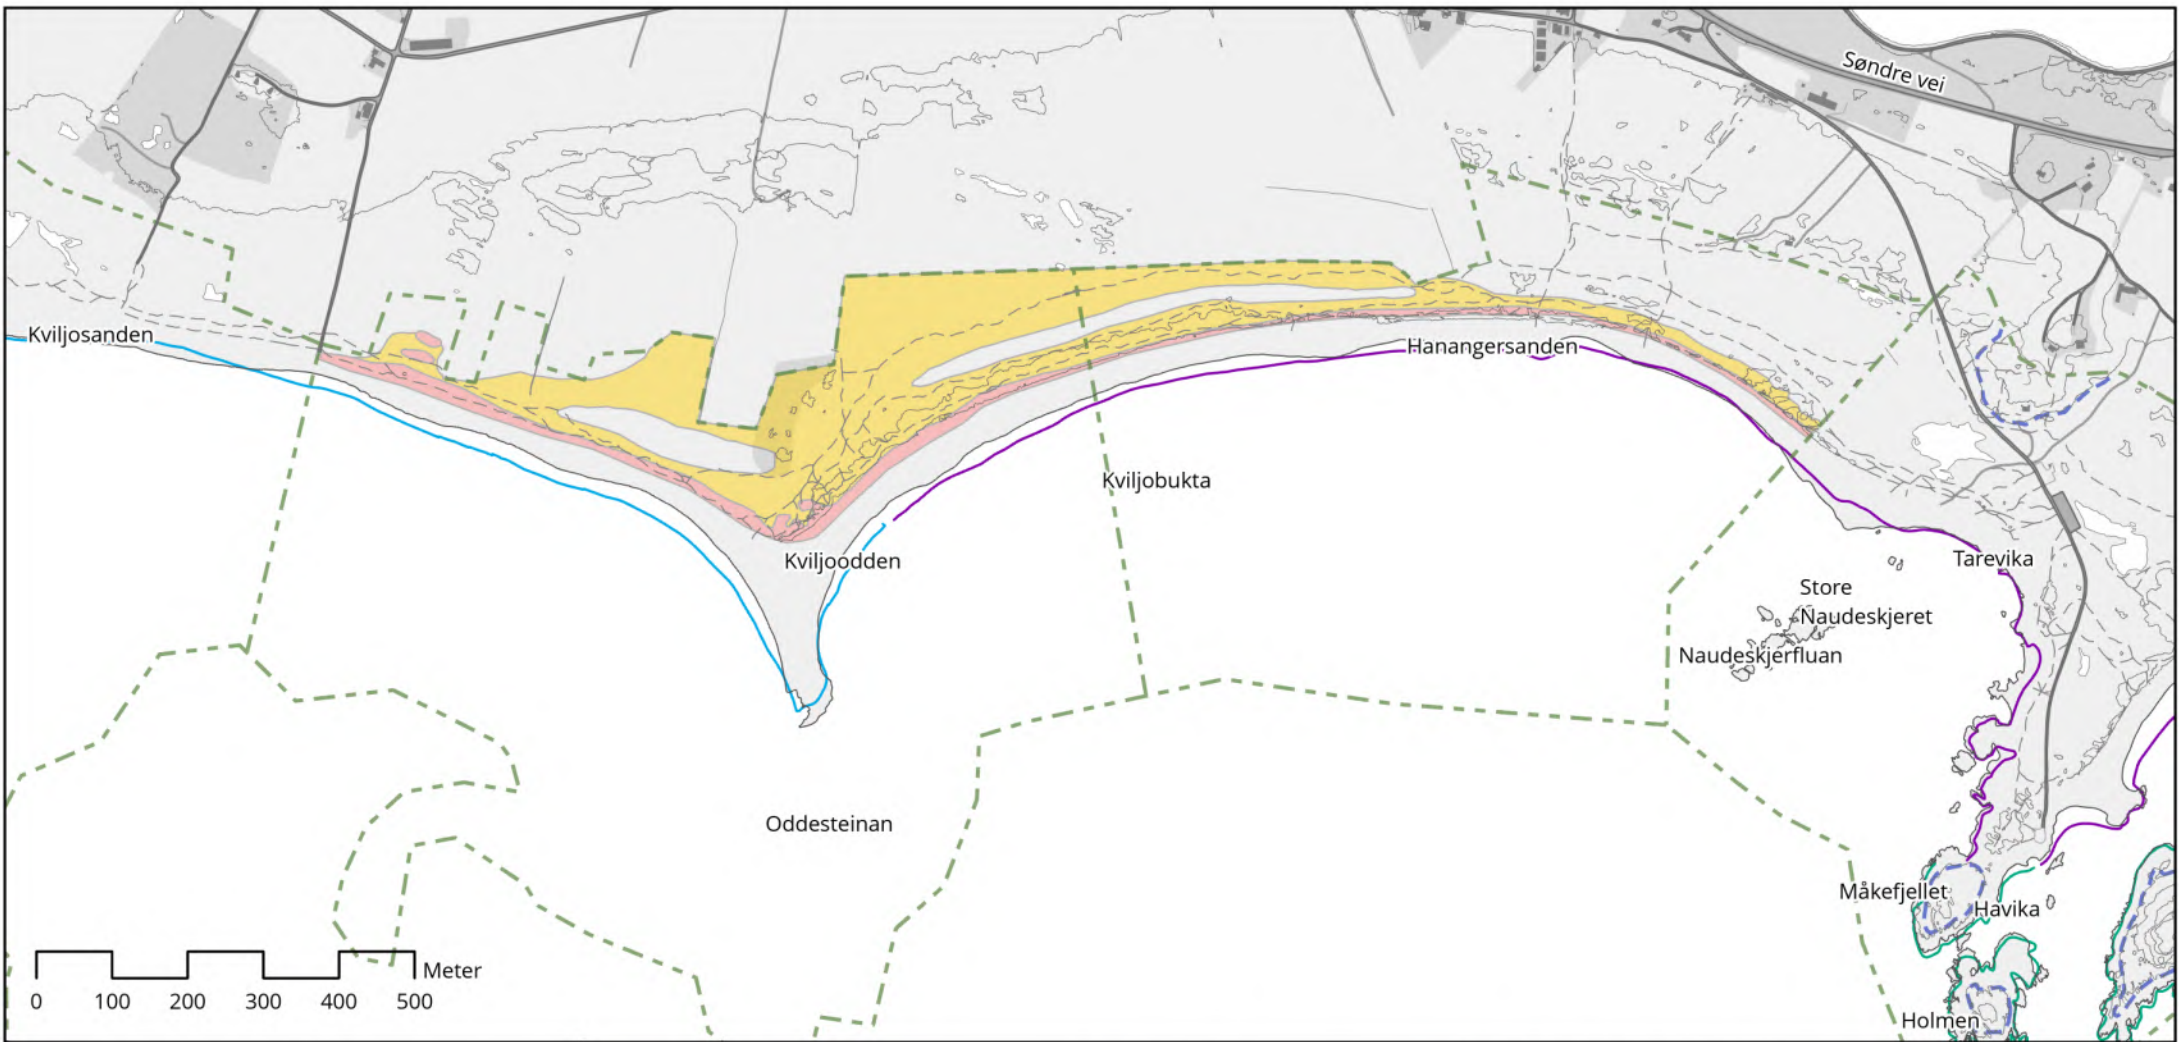 Søndre vei
Kviljosanden
Hanangersanden
Kviljobukta
Kviljoodden
Tarevika
Store
Naudeskjeret
Naudeskjerfluan
Oddesteinan
Måkefjellet
Havika
Meter
0 100 200 300 400 500
Holmen